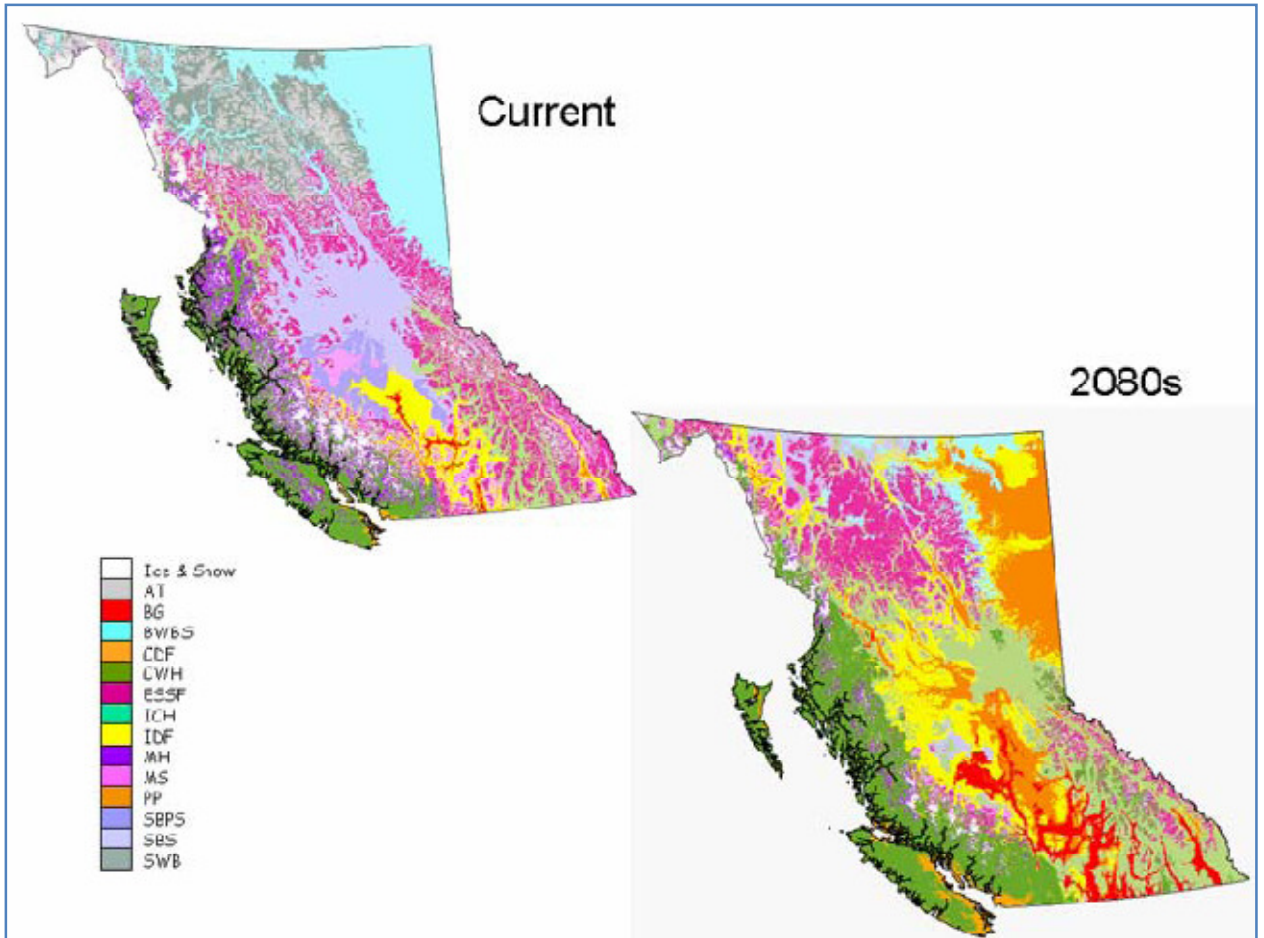 Current
2080s
Ice & Snow
AT
BG
BWBS
CDF
CWH
ESSF
ICH
IDF
MH
MS
PP
SBPS
SBS
SWB